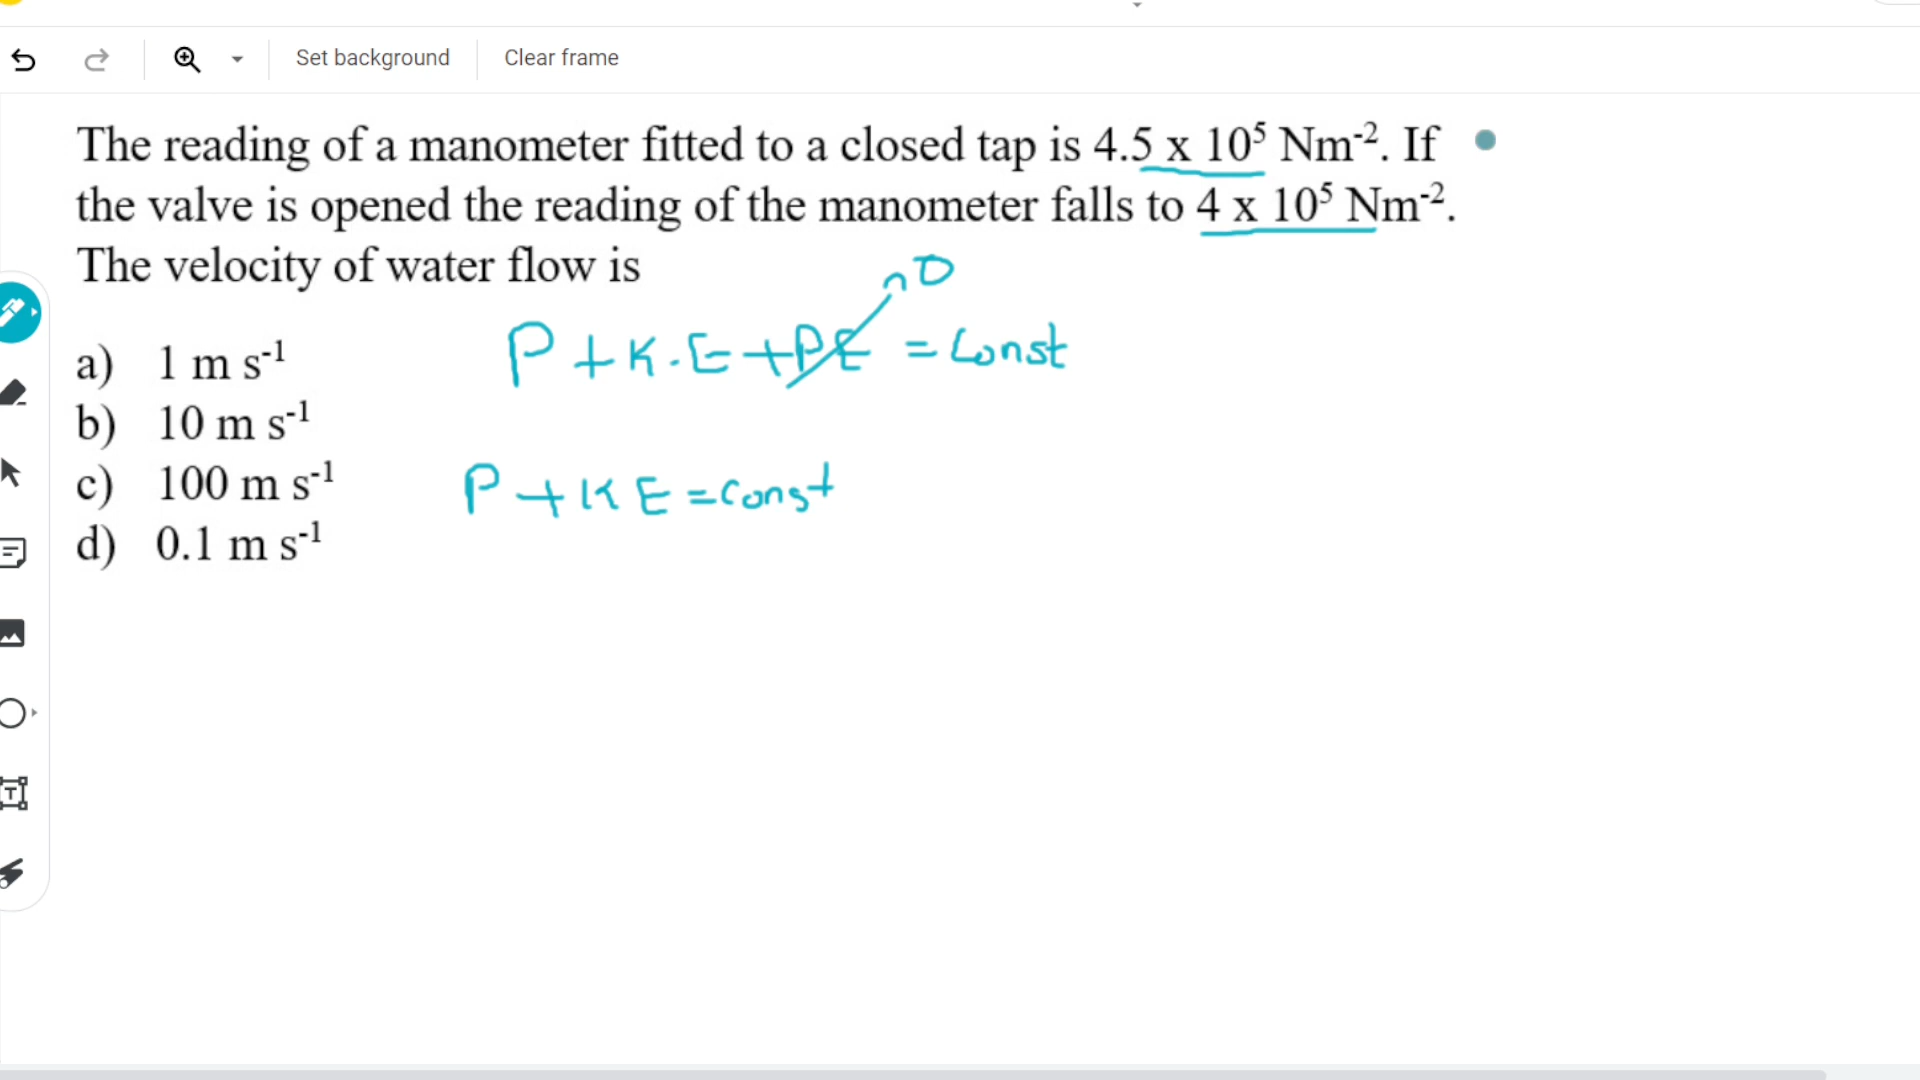 Set background Clear frame
The reading of a manometer fitted to a closed tap is 4.5 x 10⁵ Nm⁻². If
the valve is opened the reading of the manometer falls to 4 x 10⁵ Nm⁻².
The velocity of water flow is
0
P + K.E + PE = Const
a) 1 m s⁻¹
b) 10 m s⁻¹
c) 100 m s⁻¹
P + KE = const
d) 0.1 m s⁻¹